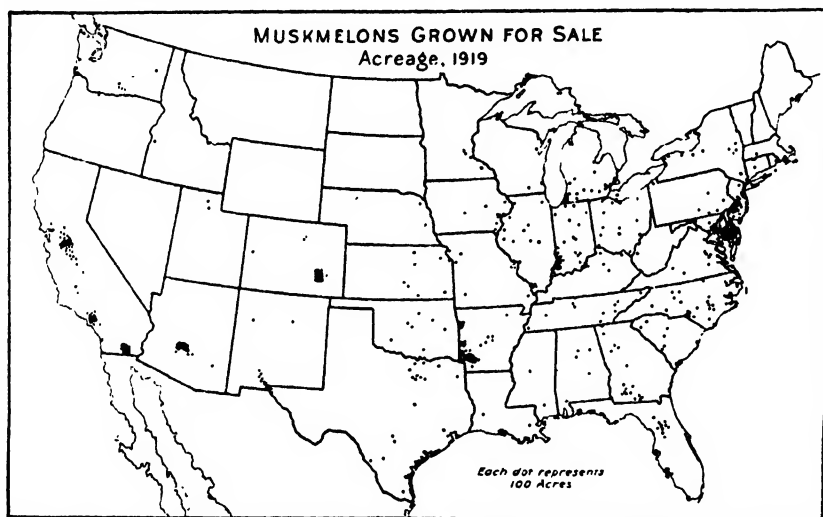 MUSKMELONS GROWN FOR SALE
Acreage, 1919
Each dot represents
100 Acres